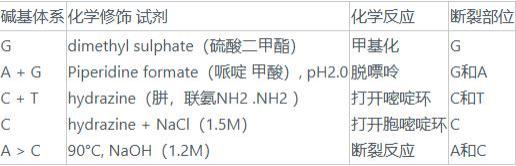 碱基体系 化学修饰 试剂 化学反应 断裂部位
G dimethyl sulphate（硫酸二甲酯） 甲基化 G
A + G Piperidine formate（哌啶 甲酸）, pH2.0 脱嘌呤 G和A
C + T hydrazine（肼，联氨NH2 .NH2 ） 打开嘧啶环 C和T
C hydrazine + NaCl（1.5M） 打开胞嘧啶环 C
A > C 90°C, NaOH（1.2M） 断裂反应 A和C